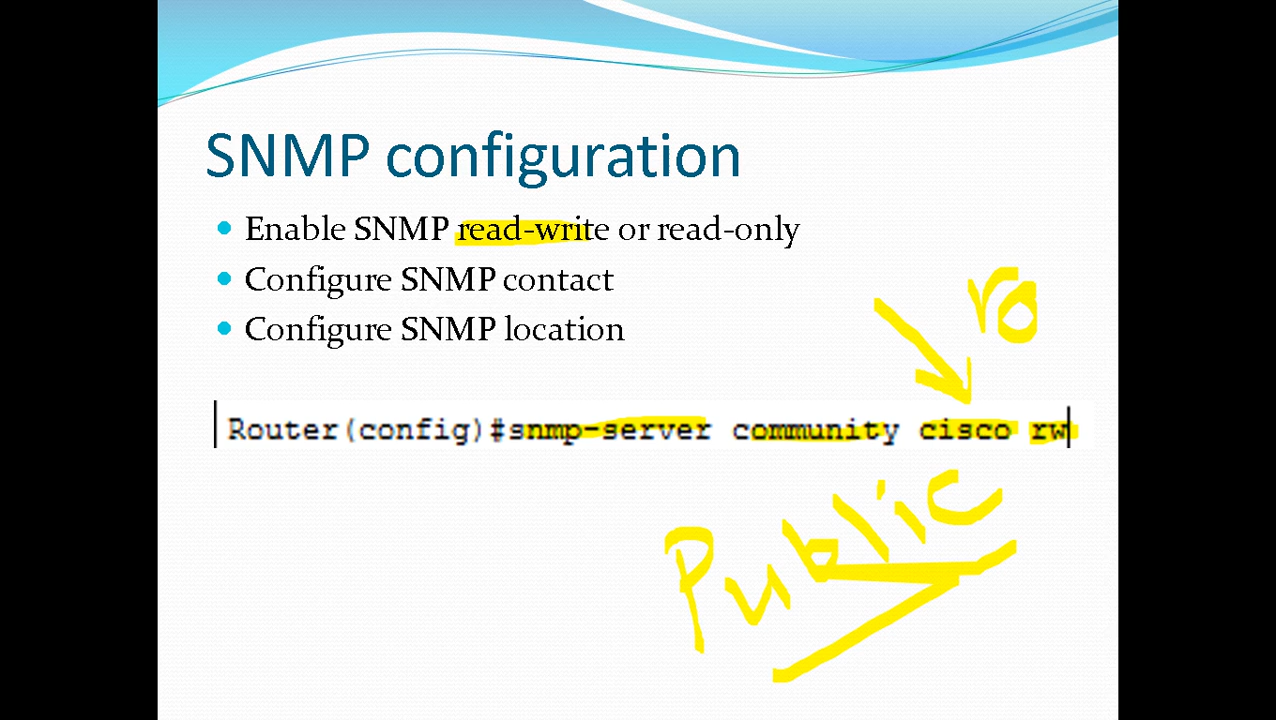 SNMP configuration
Enable SNMP read-write or read-only
Configure SNMP contact
Configure SNMP location
ro
Router(config)#snmp-server community cisco rw
Public